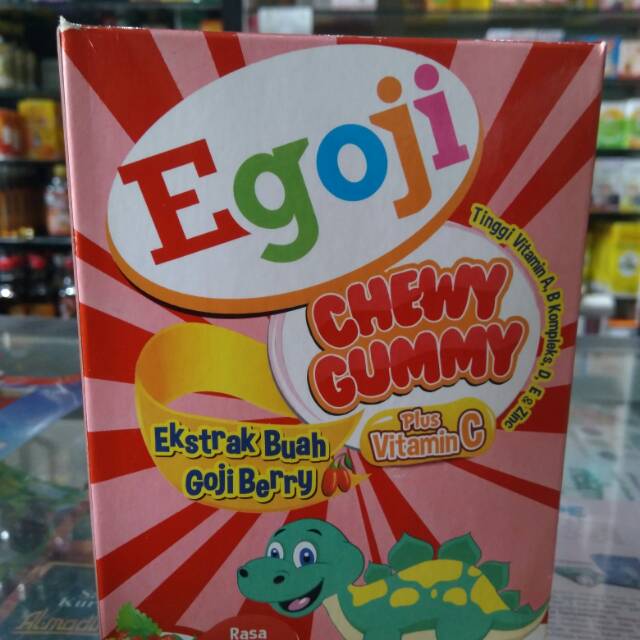 Egoji
CHEWY
GUMMY
Tinggi Vitamin A, B Kompleks, D, E & Zinc
Plus
Vitamin C
Ekstrak Buah
Goji Berry
Rasa